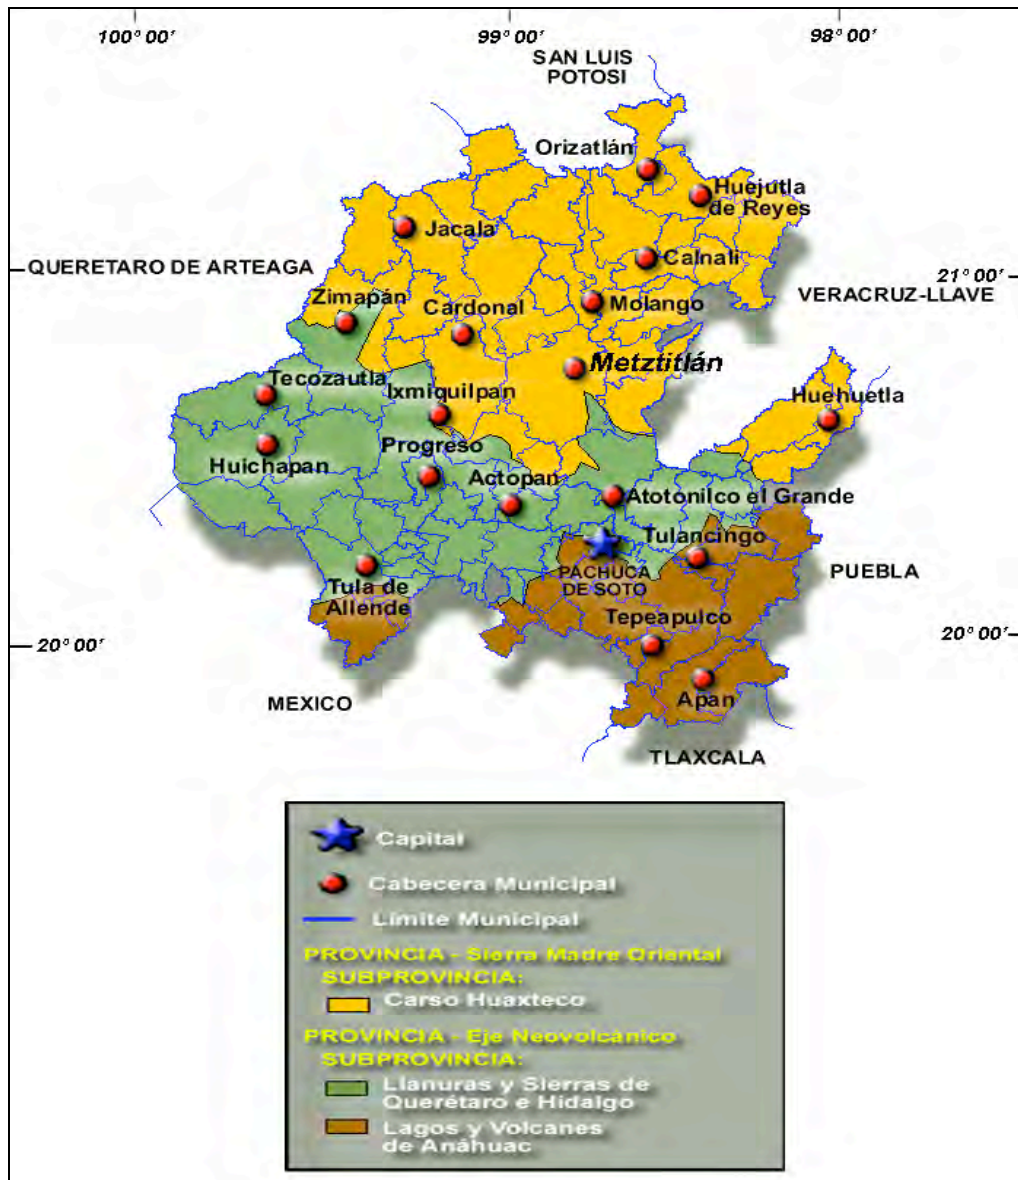 100° 00'
99° 00'
98° 00'
SAN LUIS
POTOSI
Orizatlán
Huejutla
de Reyes
Jacala
Calnali
QUERETARO DE ARTEAGA
21° 00'
Zimapán
Cardonal
Molango
VERACRUZ-LLAVE
Metztitlán
Tecozautla
Ixmiquilpan
Huehuetla
Progreso
Huichapan
Actopan
Atotonilco el Grande
Tulancingo
PACHUCA
DE SOTO
PUEBLA
Tula de
Allende
Tepeapulco
20° 00'
20° 00'
Apan
MEXICO
TLAXCALA
Capital
Cabecera Municipal
Límite Municipal
PROVINCIA - Sierra Madre Oriental
SUBPROVINCIA:
Carso Huaxteco
PROVINCIA - Eje Neovolcánico
SUBPROVINCIA:
Llanuras y Sierras de
Querétaro e Hidalgo
Lagos y Volcanes
de Anáhuac